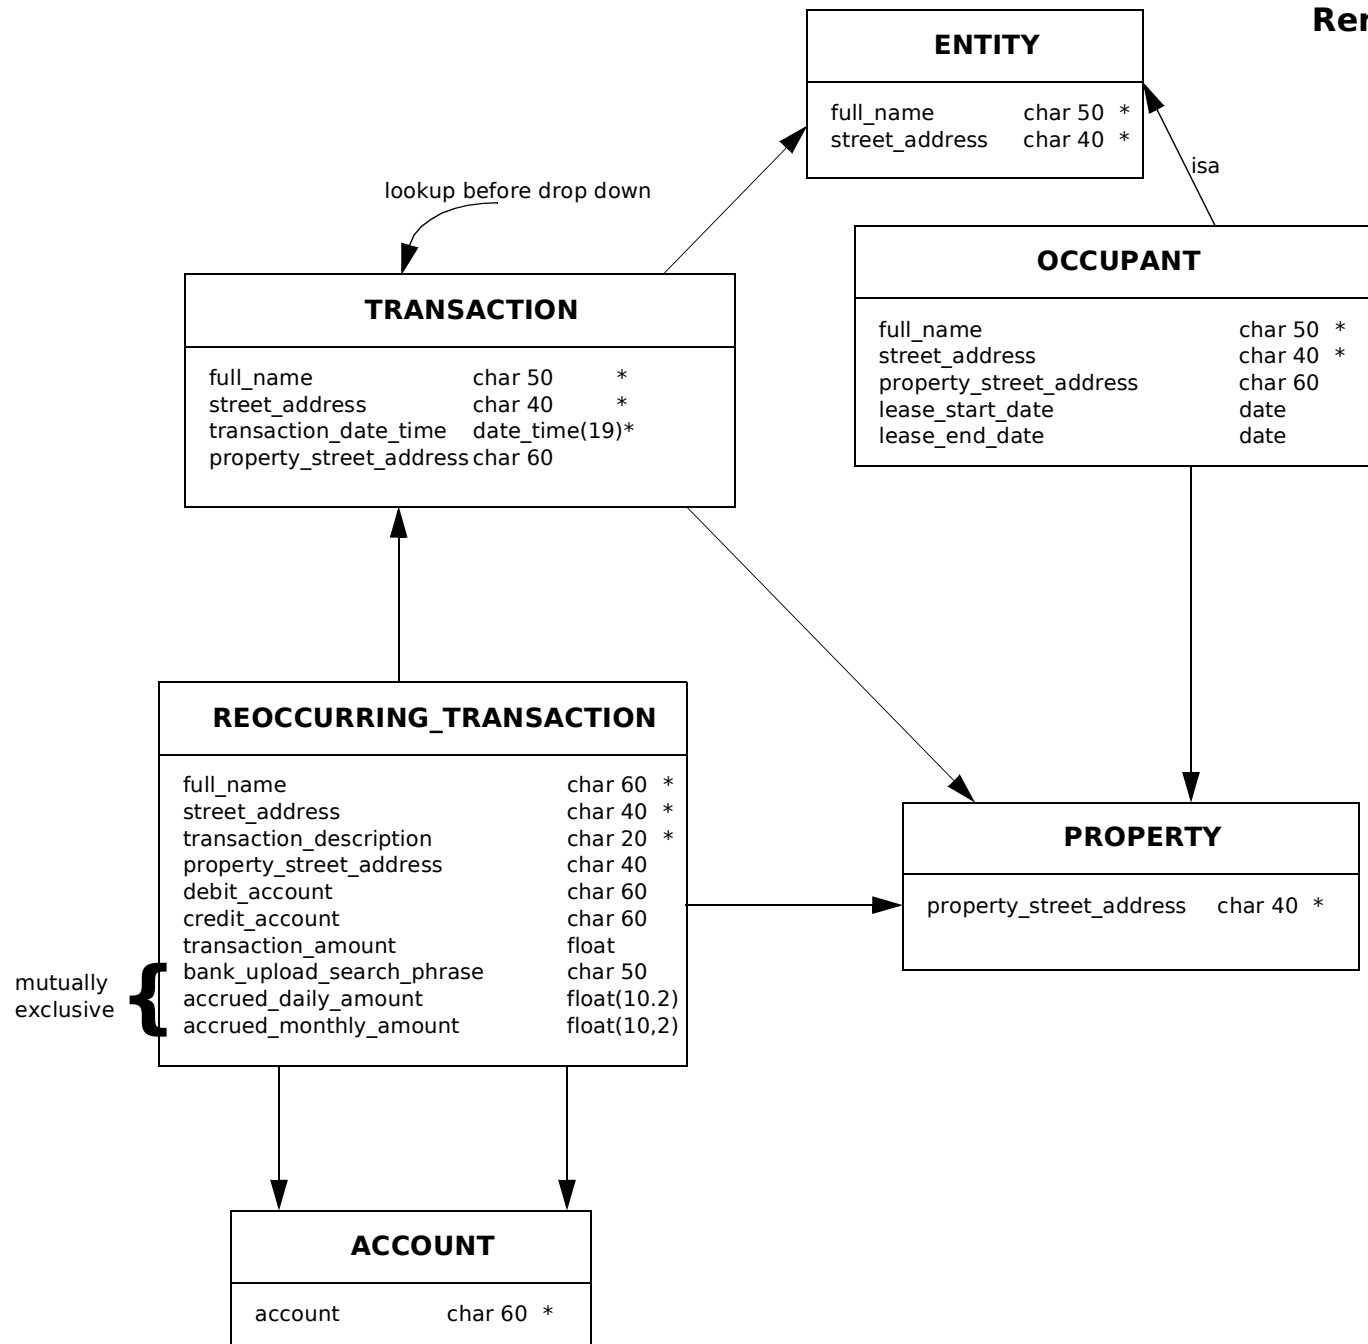 Ren
ENTITY
full_name char 50 *
street_address char 40 *
isa
lookup before drop down
OCCUPANT
full_name char 50 *
street_address char 40 *
property_street_address char 60
lease_start_date date
lease_end_date date
TRANSACTION
full_name char 50 *
street_address char 40 *
transaction_date_time date_time(19)*
property_street_address char 60
REOCCURRING_TRANSACTION
full_name char 60 *
street_address char 40 *
transaction_description char 20 *
property_street_address char 40
debit_account char 60
credit_account char 60
transaction_amount float
bank_upload_search_phrase char 50
accrued_daily_amount float(10.2)
accrued_monthly_amount float(10,2)
mutually
exclusive
{
PROPERTY
property_street_address char 40 *
ACCOUNT
account char 60 *